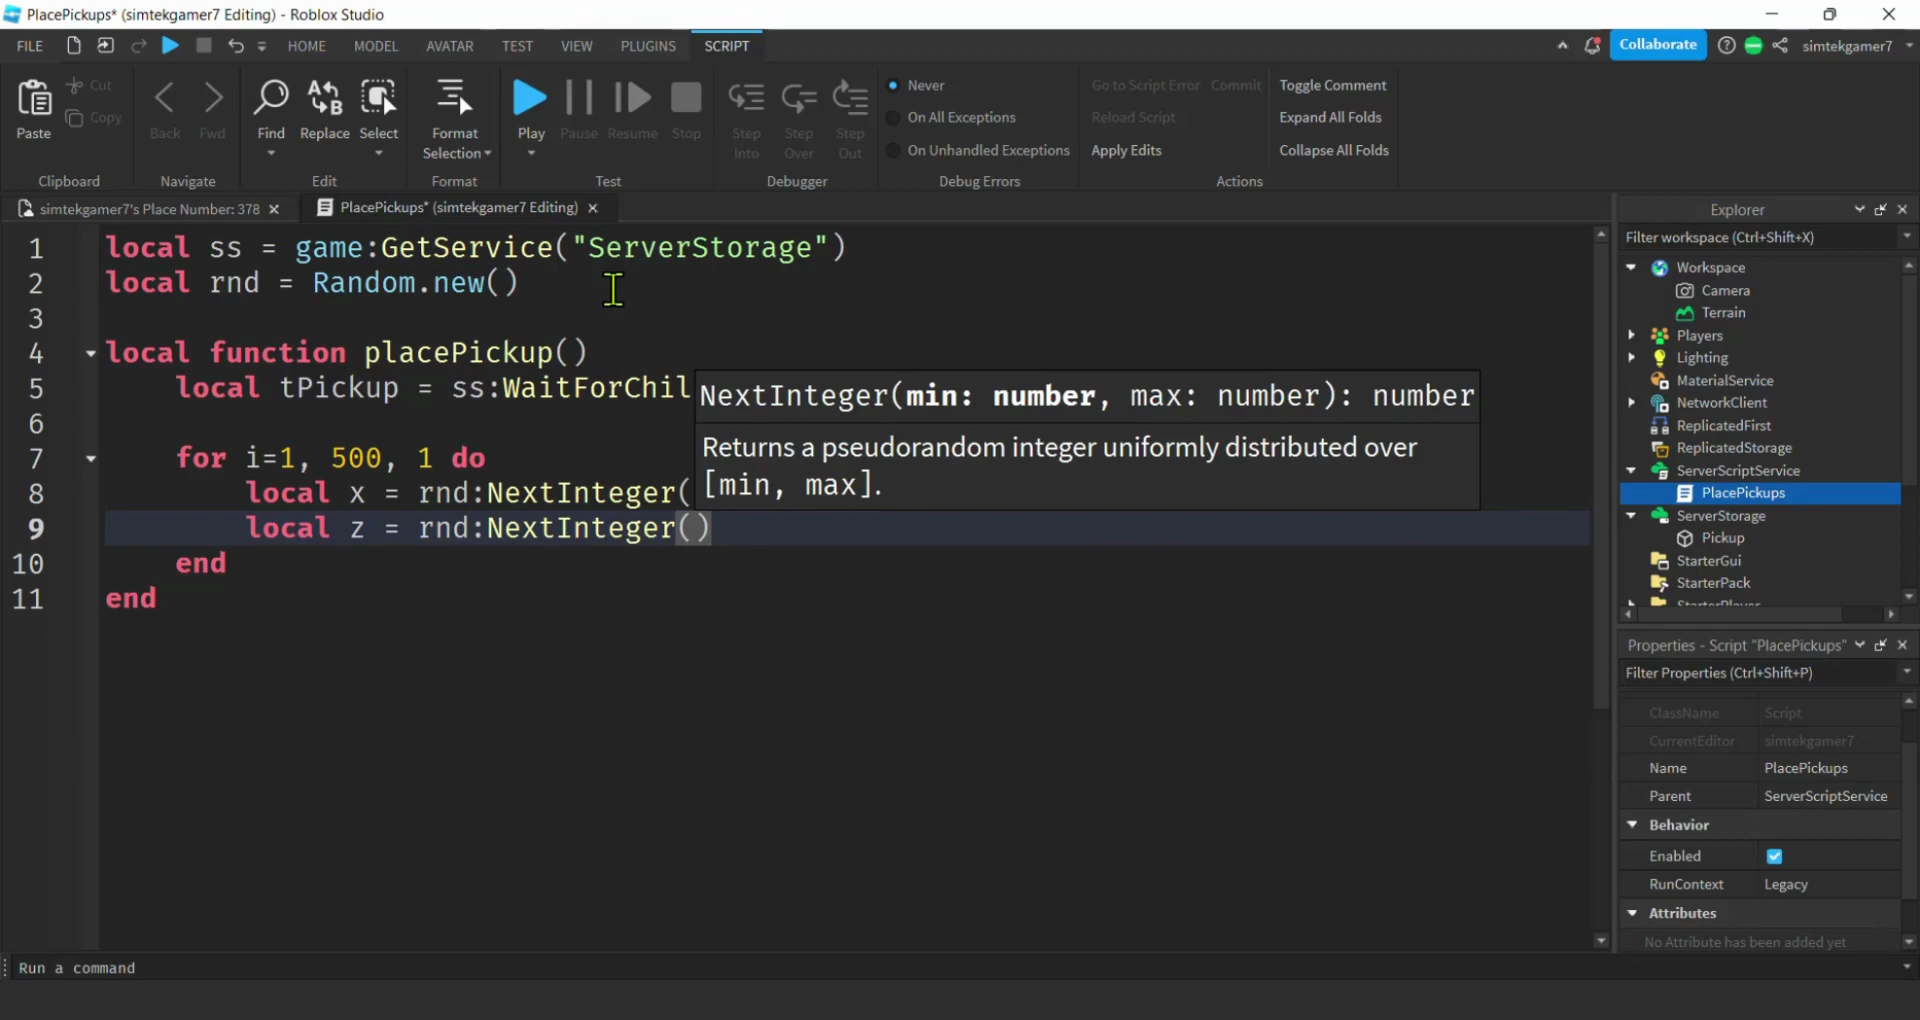 PlacePickups* (simtekgamer7 Editing) - Roblox Studio
FILE HOME MODEL AVATAR TEST VIEW PLUGINS SCRIPT Collaborate simtekgamer7
Paste Cut Copy
Back Fwd
Find Replace Select
Format Selection
Play Pause Resume Stop
Step Into Step Over Step Out
Never
On All Exceptions
On Unhandled Exceptions
Go to Script Error Commit
Reload Script
Apply Edits
Toggle Comment
Expand All Folds
Collapse All Folds
Clipboard Navigate Edit Format Test Debugger Debug Errors Actions
simtekgamer7's Place Number: 378 PlacePickups* (simtekgamer7 Editing)
1 local ss = game:GetService("ServerStorage")
2 local rnd = Random.new()
3
4 local function placePickup()
5 local tPickup = ss:WaitForChil
6
7 for i=1, 500, 1 do
8 local x = rnd:NextInteger(
9 local z = rnd:NextInteger()
10 end
11 end
NextInteger(min: number, max: number): number
Returns a pseudorandom integer uniformly distributed over
[min, max].
Explorer
Filter workspace (Ctrl+Shift+X)
Workspace
Camera
Terrain
Players
Lighting
MaterialService
NetworkClient
ReplicatedFirst
ReplicatedStorage
ServerScriptService
PlacePickups
ServerStorage
Pickup
StarterGui
StarterPack
StarterPlayer
Properties - Script "PlacePickups"
Filter Properties (Ctrl+Shift+P)
ClassName Script
CurrentEditor simtekgamer7
Name PlacePickups
Parent ServerScriptService
Behavior
Enabled
RunContext Legacy
Attributes
No Attribute has been added yet
Run a command